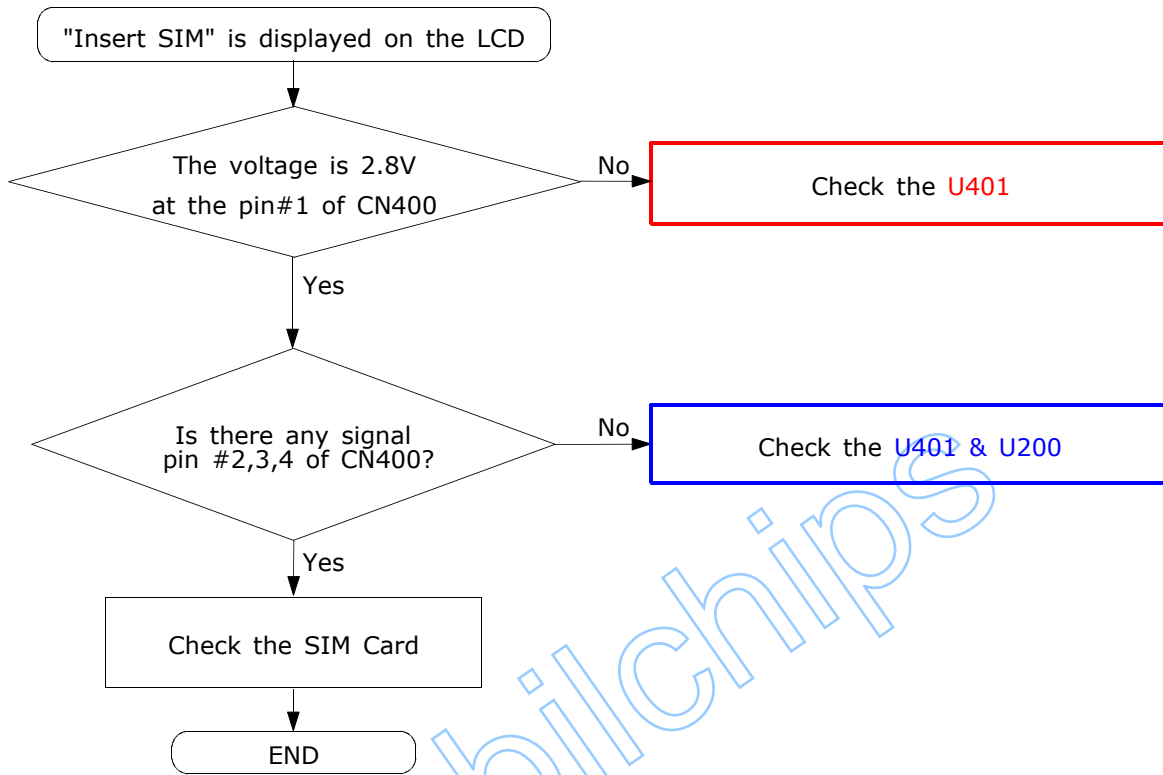 "Insert SIM" is displayed on the LCD
The voltage is 2.8V
at the pin#1 of CN400
No
Check the U401
Yes
Is there any signal
pin #2,3,4 of CN400?
No
Check the U401 & U200
Yes
Check the SIM Card
END
bilchips